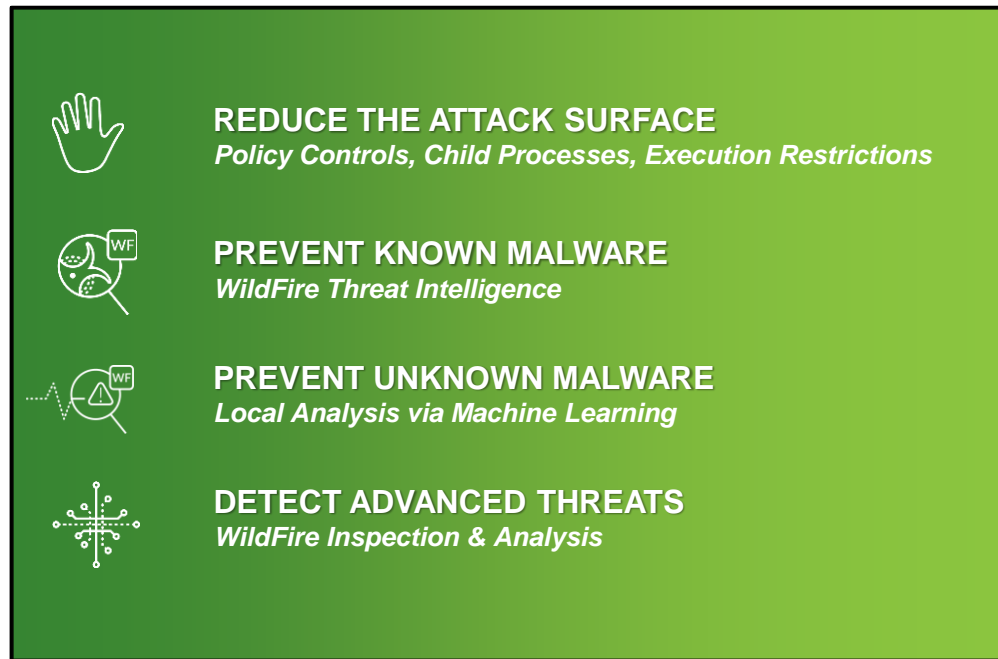 REDUCE THE ATTACK SURFACE
Policy Controls, Child Processes, Execution Restrictions
WF
PREVENT KNOWN MALWARE
WildFire Threat Intelligence
WF
PREVENT UNKNOWN MALWARE
Local Analysis via Machine Learning
DETECT ADVANCED THREATS
WildFire Inspection & Analysis